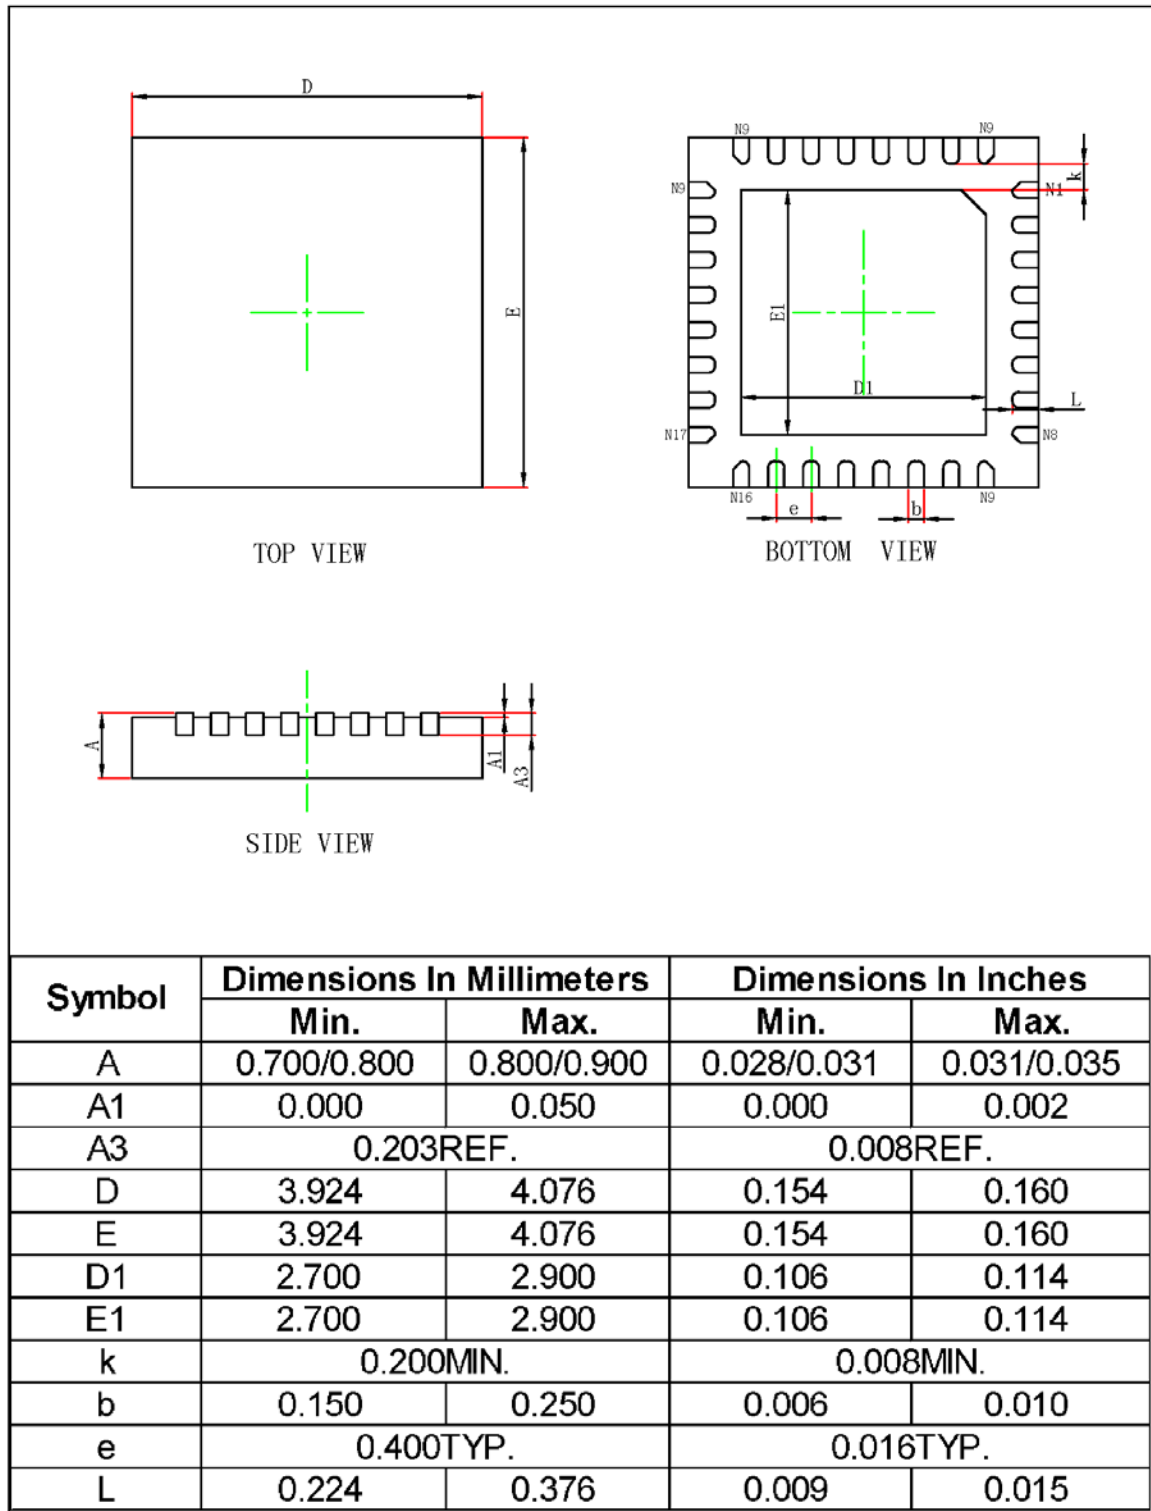 D
E
TOP VIEW
N9 N9
N9 N1
k
E1
D1
L
N17 N8
N16 N9
e b
BOTTOM VIEW
A
A1
A3
SIDE VIEW
Symbol Dimensions In Millimeters Dimensions In Inches
Min. Max. Min. Max.
A 0.700/0.800 0.800/0.900 0.028/0.031 0.031/0.035
A1 0.000 0.050 0.000 0.002
A3 0.203REF. 0.008REF.
D 3.924 4.076 0.154 0.160
E 3.924 4.076 0.154 0.160
D1 2.700 2.900 0.106 0.114
E1 2.700 2.900 0.106 0.114
k 0.200MIN. 0.008MIN.
b 0.150 0.250 0.006 0.010
e 0.400TYP. 0.016TYP.
L 0.224 0.376 0.009 0.015